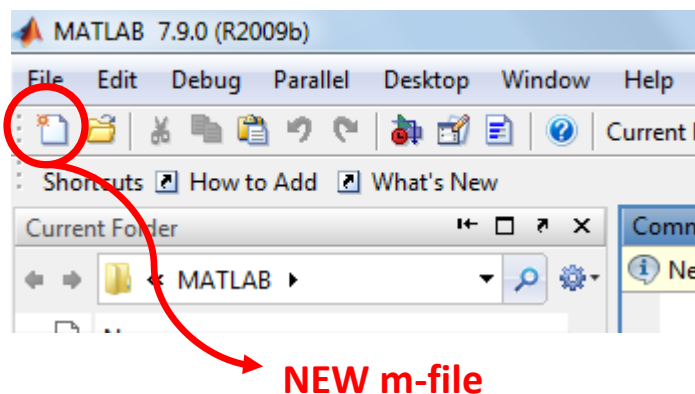 MATLAB 7.9.0 (R2009b)
File Edit Debug Parallel Desktop Window Help
Current
Shortcuts How to Add What's New
Current Folder Comm
« MATLAB Ne
NEW m-file